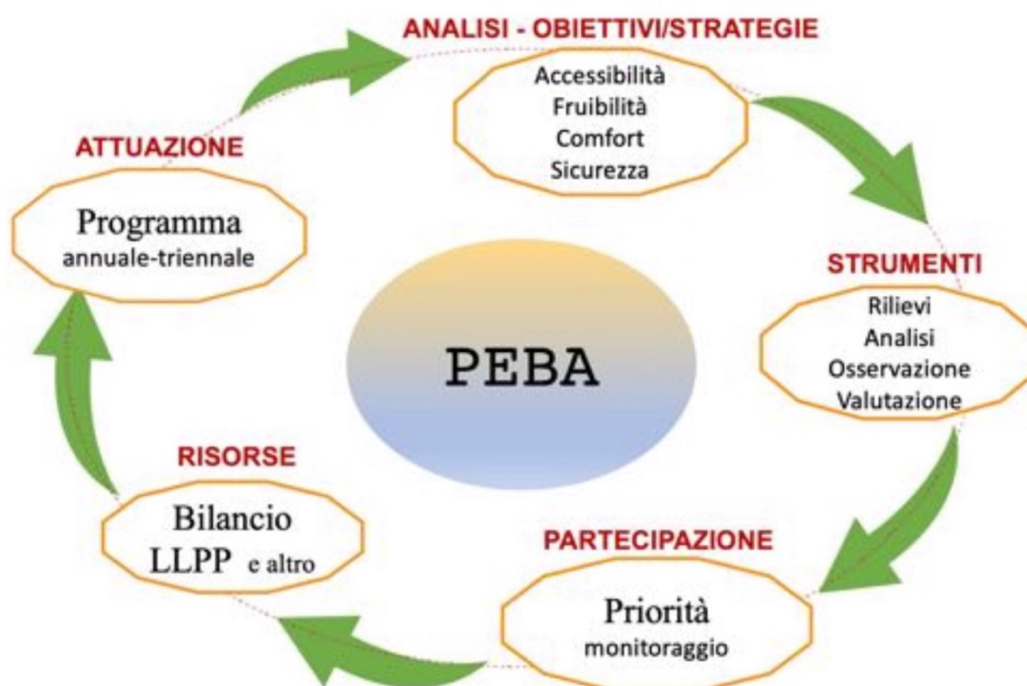 ANALISI - OBIETTIVI/STRATEGIE
Accessibilità
Fruibilità
Comfort
Sicurezza
STRUMENTI
Rilievi
Analisi
Osservazione
Valutazione
PARTECIPAZIONE
Priorità
monitoraggio
RISORSE
Bilancio
LLPP e altro
ATTUAZIONE
Programma
annuale-triennale
PEBA